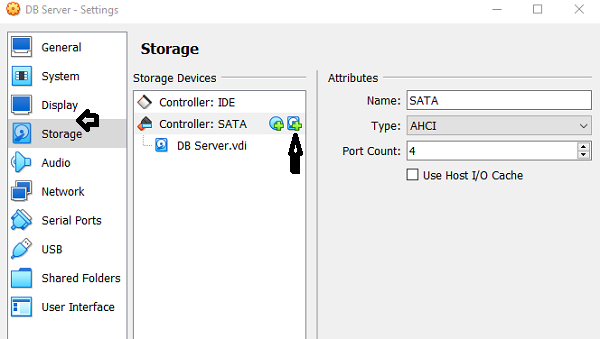 DB Server - Settings
General
System
Display
Storage
Audio
Network
Serial Ports
USB
Shared Folders
User Interface
Storage
Storage Devices
Controller: IDE
Controller: SATA
DB Server.vdi
Attributes
Name: SATA
Type: AHCI
Port Count: 4
Use Host I/O Cache